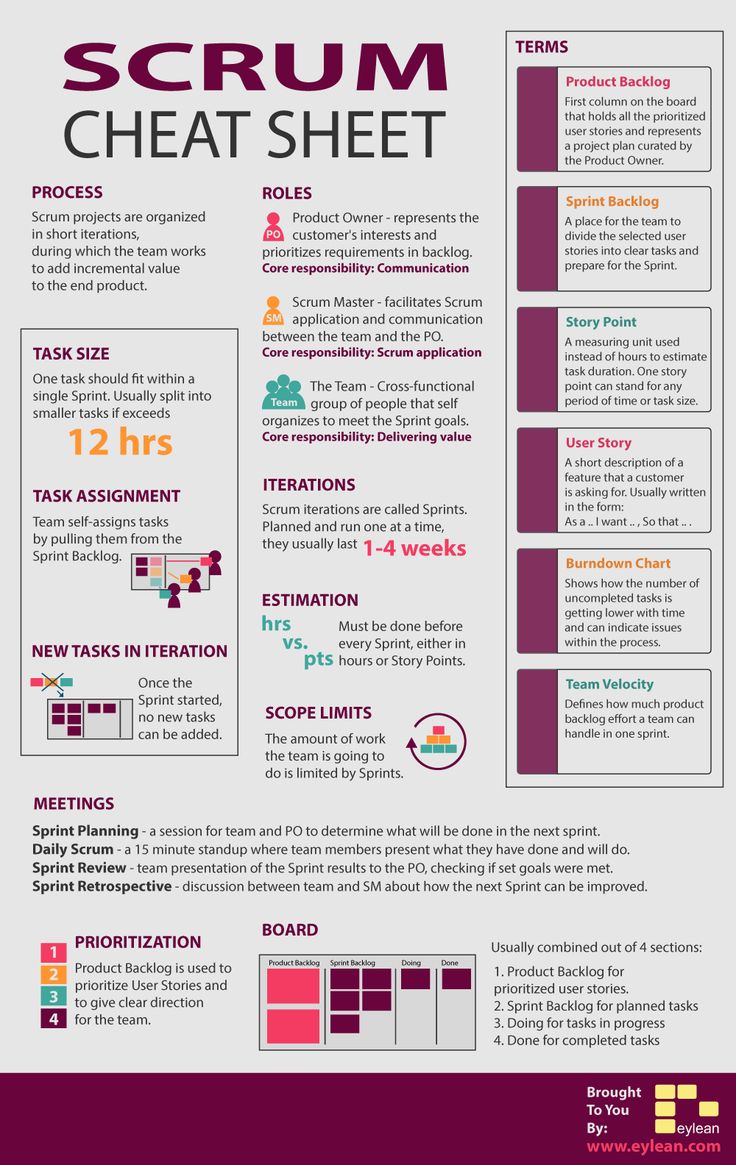 SCRUM
CHEAT SHEET
PROCESS
Scrum projects are organized
in short iterations,
during which the team works
to add incremental value
to the end product.
TASK SIZE
One task should fit within a
single Sprint. Usually split into
smaller tasks if exceeds
12 hrs
TASK ASSIGNMENT
Team self-assigns tasks
by pulling them from the
Sprint Backlog.
NEW TASKS IN ITERATION
Once the
Sprint started,
no new tasks
can be added.
ROLES
PO
Product Owner - represents the
customer's interests and
prioritizes requirements in backlog.
Core responsibility: Communication
SM
Scrum Master - facilitates Scrum
application and communication
between the team and the PO.
Core responsibility: Scrum application
Team
The Team - Cross-functional
group of people that self
organizes to meet the Sprint goals.
Core responsibility: Delivering value
ITERATIONS
Scrum iterations are called Sprints.
Planned and run one at a time,
they usually last 1-4 weeks
ESTIMATION
hrs
vs.
pts
Must be done before
every Sprint, either in
hours or Story Points.
SCOPE LIMITS
The amount of work
the team is going to
do is limited by Sprints.
TERMS
Product Backlog
First column on the board
that holds all the prioritized
user stories and represents
a project plan curated by
the Product Owner.
Sprint Backlog
A place for the team to
divide the selected user
stories into clear tasks and
prepare for the Sprint.
Story Point
A measuring unit used
instead of hours to estimate
task duration. One story
point can stand for any
period of time or task size.
User Story
A short description of a
feature that a customer
is asking for. Usually written
in the form:
As a .. I want .. , So that .. .
Burndown Chart
Shows how the number of
uncompleted tasks is
getting lower with time
and can indicate issues
within the process.
Team Velocity
Defines how much product
backlog effort a team can
handle in one sprint.
MEETINGS
Sprint Planning - a session for team and PO to determine what will be done in the next sprint.
Daily Scrum - a 15 minute standup where team members present what they have done and will do.
Sprint Review - team presentation of the Sprint results to the PO, checking if set goals were met.
Sprint Retrospective - discussion between team and SM about how the next Sprint can be improved.
1
2
3
4
PRIORITIZATION
Product Backlog is used to
prioritize User Stories and
to give clear direction
for the team.
BOARD
Product Backlog Sprint Backlog Doing Done
Usually combined out of 4 sections:
1. Product Backlog for
prioritized user stories.
2. Sprint Backlog for planned tasks
3. Doing for tasks in progress
4. Done for completed tasks
Brought
To You
By:
eylean
www.eylean.com